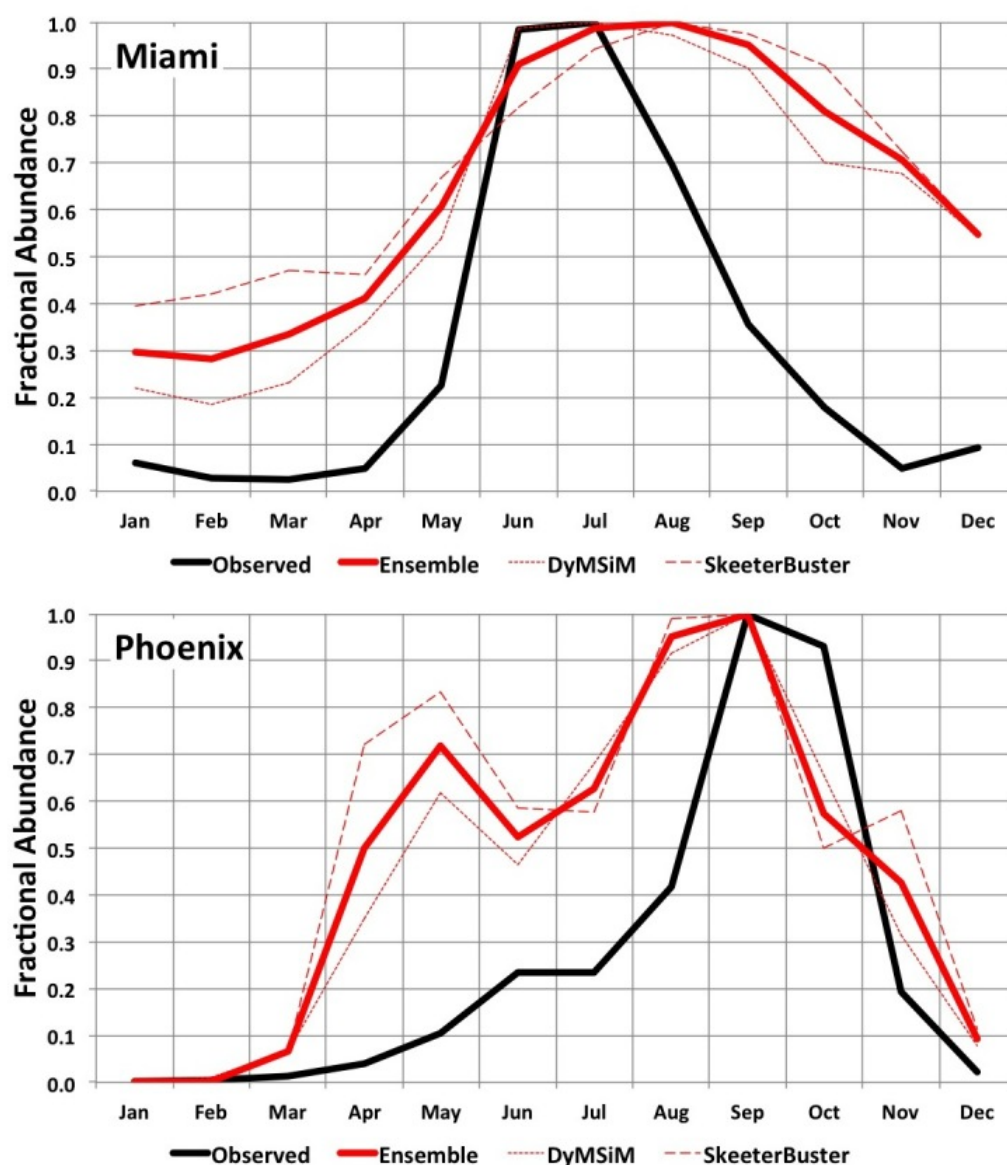 Miami
Fractional Abundance
1.0
0.9
0.8
0.7
0.6
0.5
0.4
0.3
0.2
0.1
0.0
Jan Feb Mar Apr May Jun Jul Aug Sep Oct Nov Dec
Observed Ensemble DyMSiM SkeeterBuster
Phoenix
Fractional Abundance
1.0
0.9
0.8
0.7
0.6
0.5
0.4
0.3
0.2
0.1
0.0
Jan Feb Mar Apr May Jun Jul Aug Sep Oct Nov Dec
Observed Ensemble DyMSiM SkeeterBuster